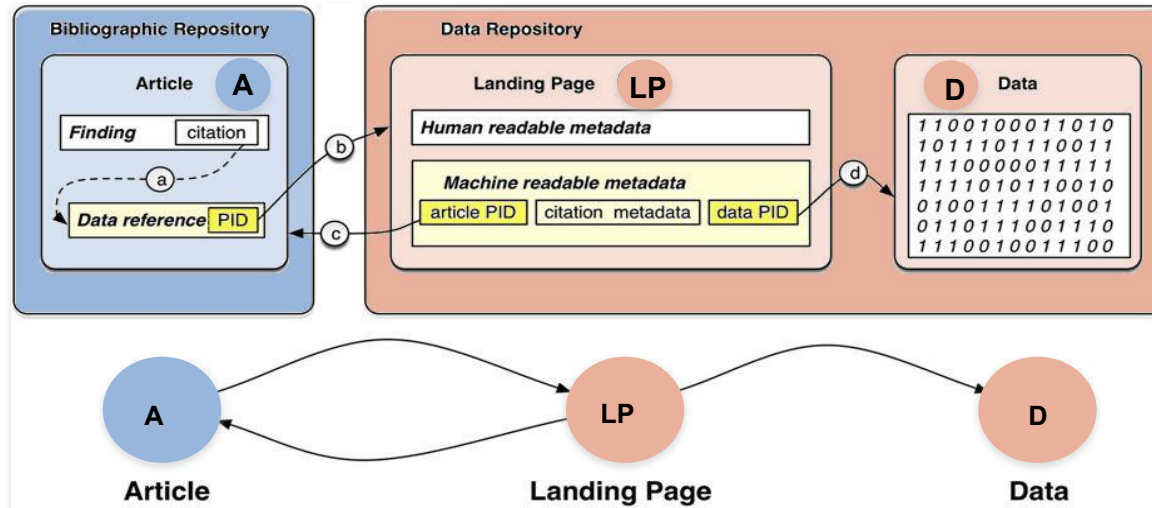 Bibliographic Repository
Data Repository
Article A
Landing Page LP
D Data
Finding citation
a
Data reference PID
b
c
Human readable metadata
Machine readable metadata
article PID citation metadata data PID
d
1 1 0 0 1 0 0 0 1 1 0 1 0
1 0 1 1 1 0 1 1 1 0 0 1 1
1 1 1 0 0 0 0 0 1 1 1 1 1
1 1 1 1 0 1 0 1 1 0 0 1 0
0 1 0 0 1 1 1 1 0 1 0 0 1
0 1 1 0 1 1 1 0 0 1 1 1 0
1 1 1 0 0 1 0 0 1 1 1 0 0
A
LP
D
Article
Landing Page
Data